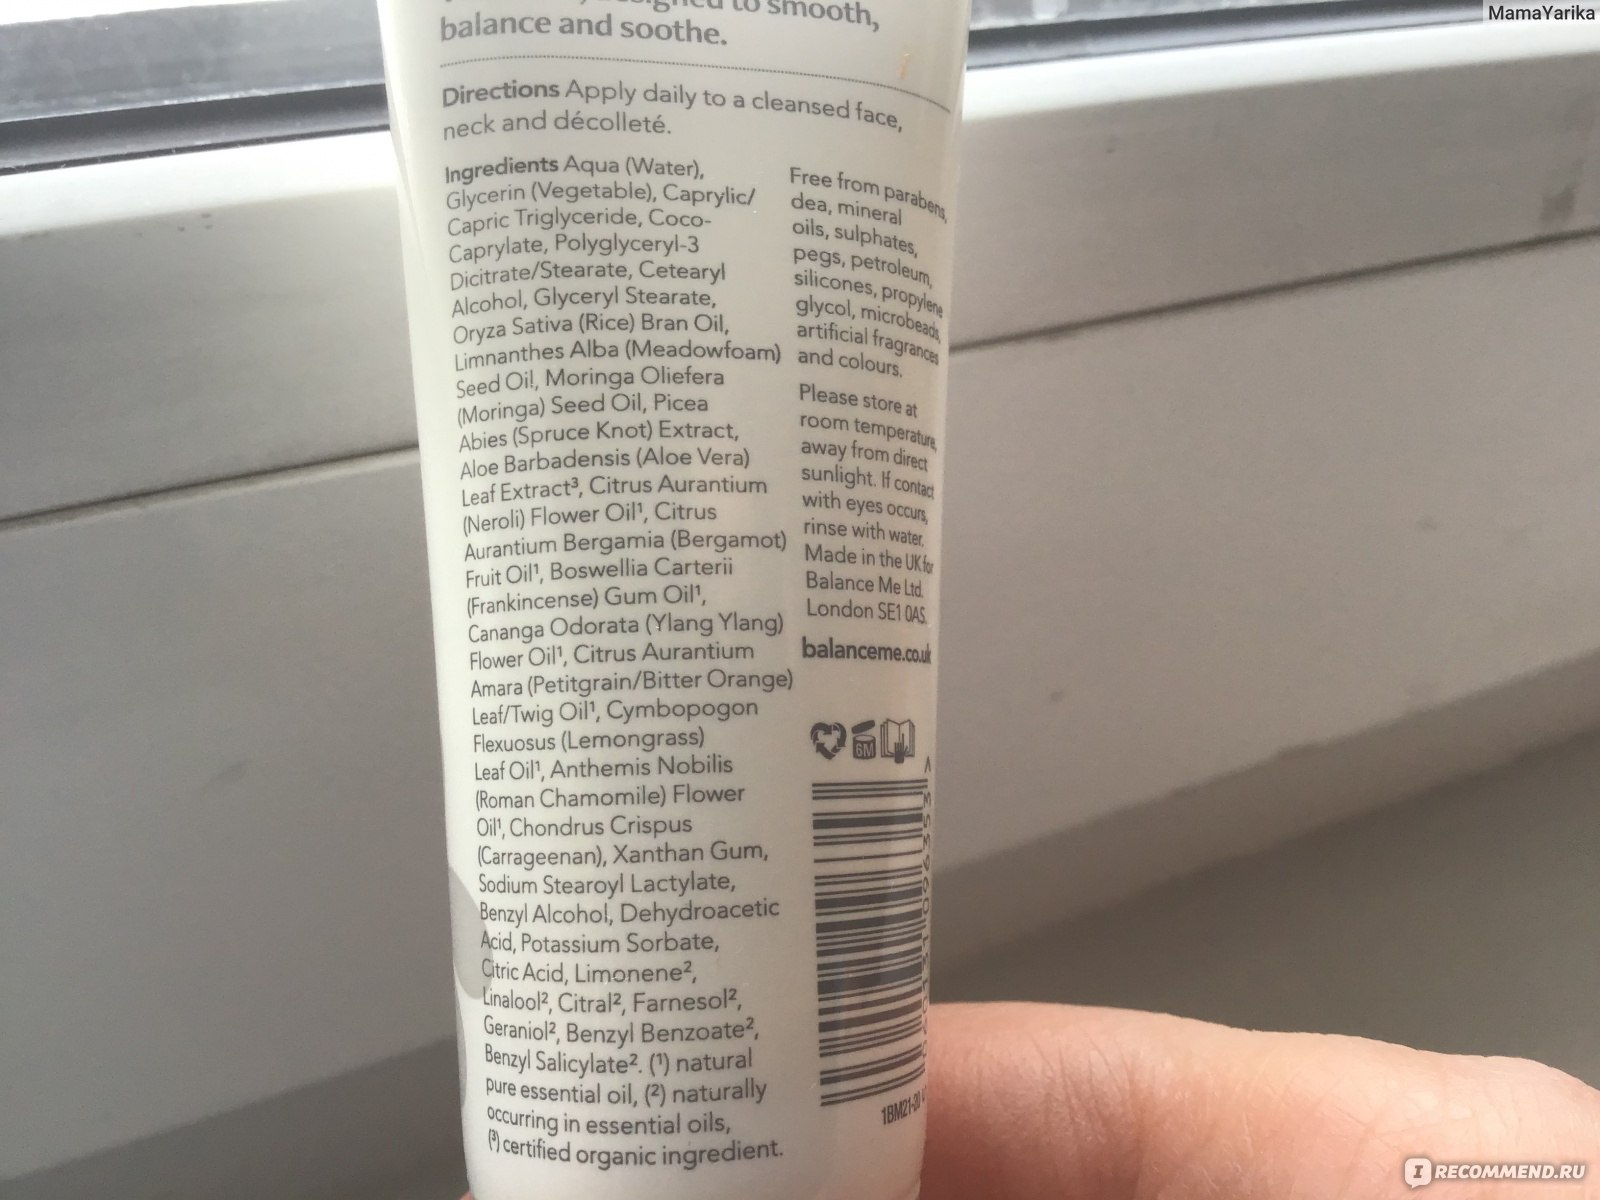 MamaYarika
designed to smooth,
balance and soothe.
Directions Apply daily to a cleansed face,
neck and décolleté.
Ingredients Aqua (Water),
Glycerin (Vegetable), Caprylic/
Capric Triglyceride, Coco-
Caprylate, Polyglyceryl-3
Dicitrate/Stearate, Cetearyl
Alcohol, Glyceryl Stearate,
Oryza Sativa (Rice) Bran Oil,
Limnanthes Alba (Meadowfoam)
Seed Oil, Moringa Oliefera
(Moringa) Seed Oil, Picea
Abies (Spruce Knot) Extract,
Aloe Barbadensis (Aloe Vera)
Leaf Extract³, Citrus Aurantium
(Neroli) Flower Oil¹, Citrus
Aurantium Bergamia (Bergamot)
Fruit Oil¹, Boswellia Carterii
(Frankincense) Gum Oil¹,
Cananga Odorata (Ylang Ylang)
Flower Oil¹, Citrus Aurantium
Amara (Petitgrain/Bitter Orange)
Leaf/Twig Oil¹, Cymbopogon
Flexuosus (Lemongrass)
Leaf Oil¹, Anthemis Nobilis
(Roman Chamomile) Flower
Oil¹, Chondrus Crispus
(Carrageenan), Xanthan Gum,
Sodium Stearoyl Lactylate,
Benzyl Alcohol, Dehydroacetic
Acid, Potassium Sorbate,
Citric Acid, Limonene²,
Linalool², Citral², Farnesol²,
Geraniol², Benzyl Benzoate²,
Benzyl Salicylate². (¹) natural
pure essential oil, (²) naturally
occurring in essential oils,
(³) certified organic ingredient.
Free from parabens,
dea, mineral
oils, sulphates,
pegs, petroleum,
silicones, propylene
glycol, microbeads,
artificial fragrances
and colours.
Please store at
room temperature,
away from direct
sunlight. If contact
with eyes occurs,
rinse with water.
Made in the UK for
Balance Me Ltd.
London SE1 0AS.
balanceme.co.uk
6M
1BM21-20
IRECOMMEND.RU